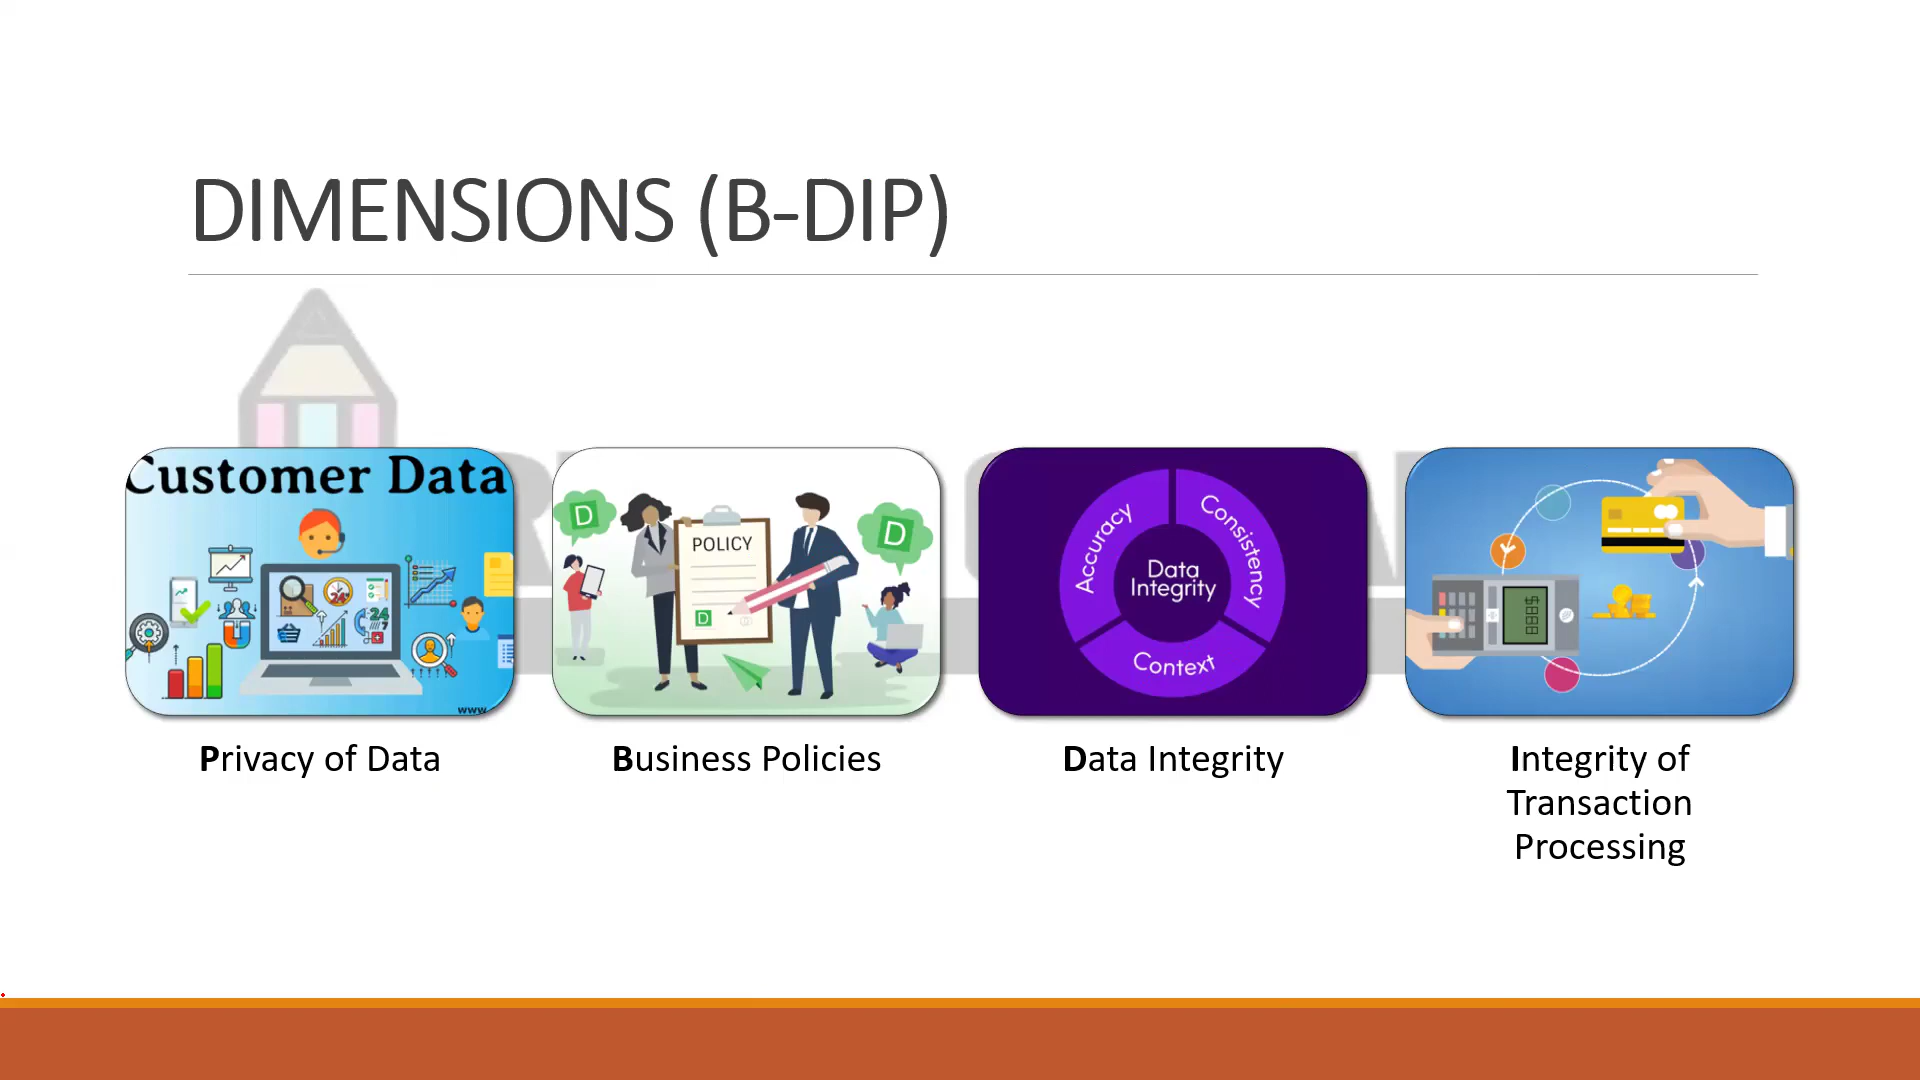 DIMENSIONS (B-DIP)
Customer Data
www
Privacy of Data
D
POLICY
D
D
Business Policies
Accuracy
Consistency
Data
Integrity
Context
Data Integrity
Integrity of
Transaction
Processing